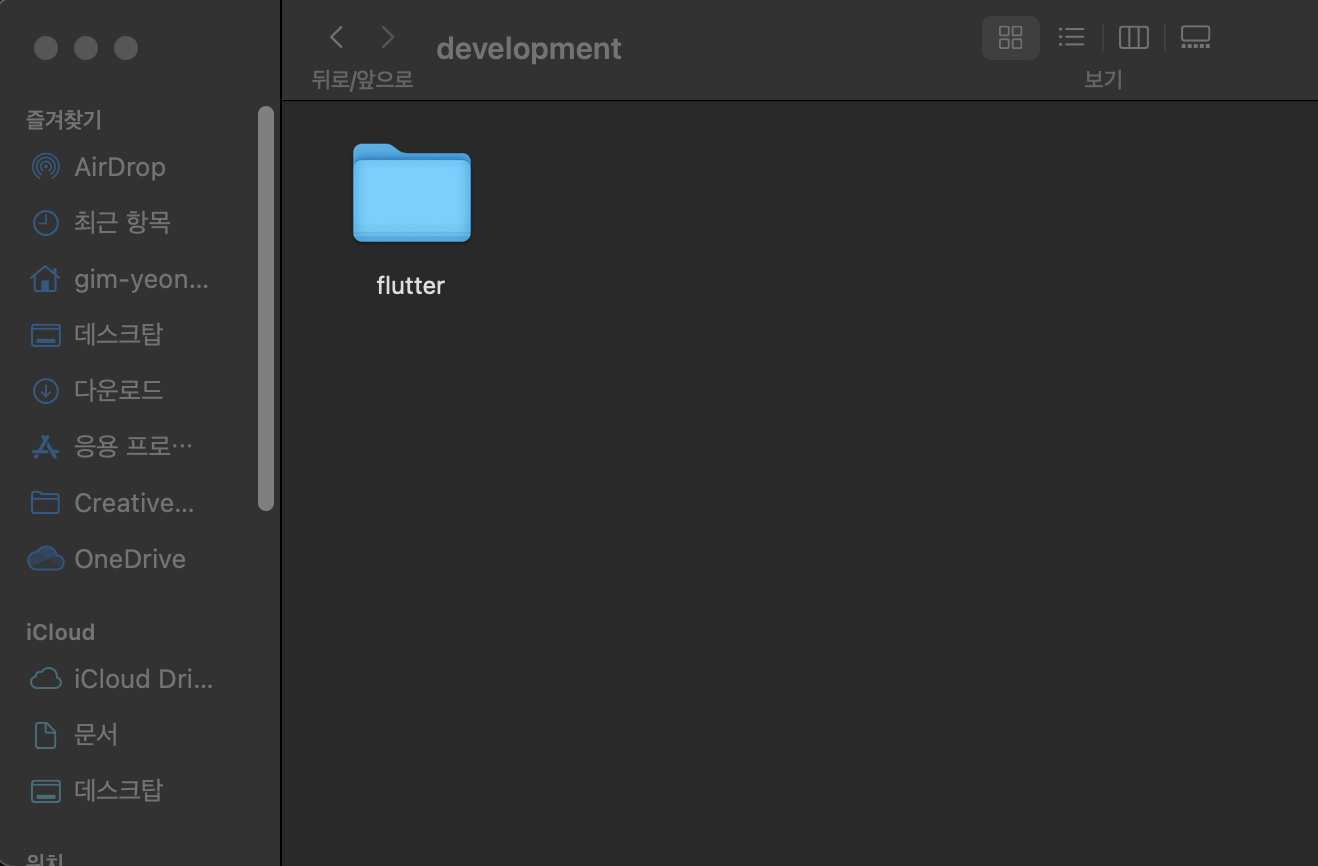 development
뒤로/앞으로
보기
즐겨찾기
AirDrop
최근 항목
gim-yeon...
데스크탑
다운로드
응용 프로...
Creative...
OneDrive
iCloud
iCloud Dri...
문서
데스크탑
위치
flutter